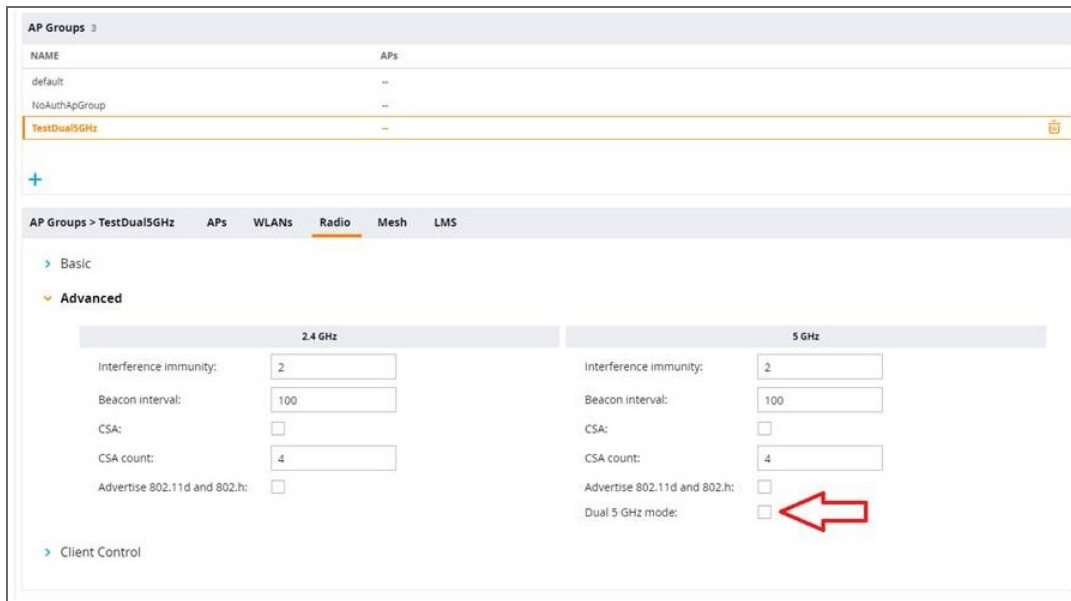 AP Groups 3
NAME APs
default --
NoAuthApGroup --
TestDual5GHz --
+
AP Groups > TestDual5GHz APs WLANs Radio Mesh LMS
> Basic
Advanced
2.4 GHz 5 GHz
Interference immunity: 2 Interference immunity: 2
Beacon interval: 100 Beacon interval: 100
CSA: CSA:
CSA count: 4 CSA count: 4
Advertise 802.11d and 802.h: Advertise 802.11d and 802.h:
Dual 5 GHz mode:
> Client Control